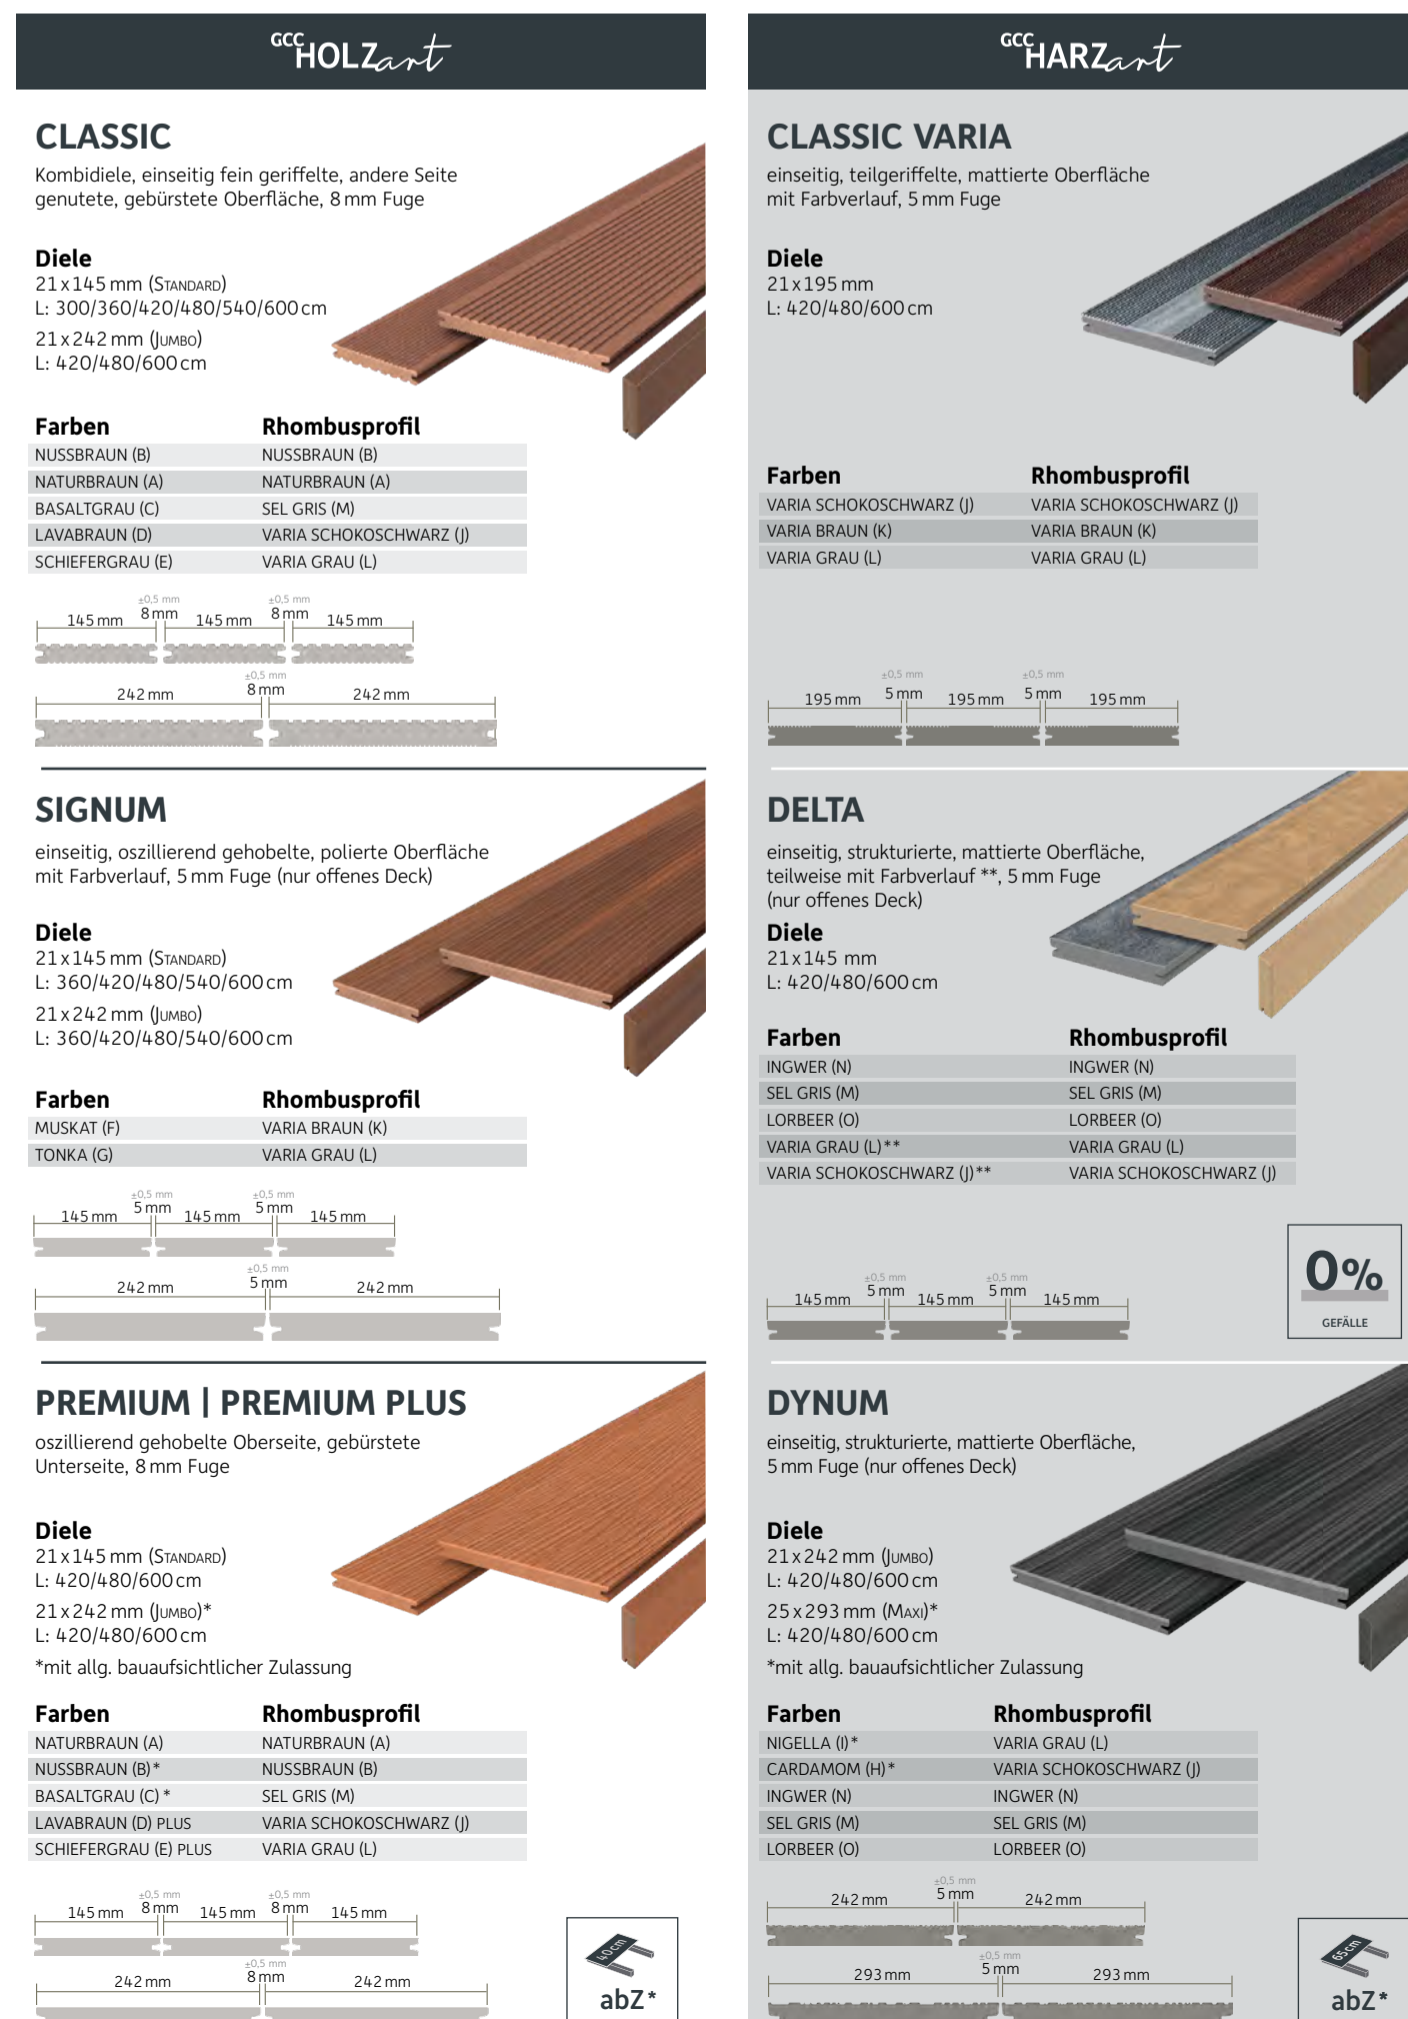 GCC HOLZart
CLASSIC
Kombidiele, einseitig fein geriffelte, andere Seite
genutete, gebürstete Oberfläche, 8 mm Fuge
Diele
21 x 145 mm (STANDARD)
L: 300/360/420/480/540/600 cm
21 x 242 mm (JUMBO)
L: 420/480/600 cm
Farben Rhombusprofil
NUSSBRAUN (B) NUSSBRAUN (B)
NATURBRAUN (A) NATURBRAUN (A)
BASALTGRAU (C) SEL GRIS (M)
LAVABRAUN (D) VARIA SCHOKOSCHWARZ (J)
SCHIEFERGRAU (E) VARIA GRAU (L)
±0,5 mm ±0,5 mm
145 mm 8 mm 145 mm 8 mm 145 mm
±0,5 mm
242 mm 8 mm 242 mm
SIGNUM
einseitig, oszillierend gehobelte, polierte Oberfläche
mit Farbverlauf, 5 mm Fuge (nur offenes Deck)
Diele
21 x 145 mm (STANDARD)
L: 360/420/480/540/600 cm
21 x 242 mm (JUMBO)
L: 360/420/480/540/600 cm
Farben Rhombusprofil
MUSKAT (F) VARIA BRAUN (K)
TONKA (G) VARIA GRAU (L)
±0,5 mm ±0,5 mm
145 mm 5 mm 145 mm 5 mm 145 mm
±0,5 mm
242 mm 5 mm 242 mm
PREMIUM | PREMIUM PLUS
oszillierend gehobelte Oberseite, gebürstete
Unterseite, 8 mm Fuge
Diele
21 x 145 mm (STANDARD)
L: 420/480/600 cm
21 x 242 mm (JUMBO)*
L: 420/480/600 cm
*mit allg. bauaufsichtlicher Zulassung
Farben Rhombusprofil
NATURBRAUN (A) NATURBRAUN (A)
NUSSBRAUN (B)* NUSSBRAUN (B)
BASALTGRAU (C) * SEL GRIS (M)
LAVABRAUN (D) PLUS VARIA SCHOKOSCHWARZ (J)
SCHIEFERGRAU (E) PLUS VARIA GRAU (L)
±0,5 mm ±0,5 mm
145 mm 8 mm 145 mm 8 mm 145 mm
±0,5 mm
242 mm 8 mm 242 mm
40 cm
abZ*
GCC HARZart
CLASSIC VARIA
einseitig, teilgeriffelte, mattierte Oberfläche
mit Farbverlauf, 5 mm Fuge
Diele
21 x 195 mm
L: 420/480/600 cm
Farben Rhombusprofil
VARIA SCHOKOSCHWARZ (J) VARIA SCHOKOSCHWARZ (J)
VARIA BRAUN (K) VARIA BRAUN (K)
VARIA GRAU (L) VARIA GRAU (L)
±0,5 mm ±0,5 mm
195 mm 5 mm 195 mm 5 mm 195 mm
DELTA
einseitig, strukturierte, mattierte Oberfläche,
teilweise mit Farbverlauf **, 5 mm Fuge
(nur offenes Deck)
Diele
21 x 145 mm
L: 420/480/600 cm
Farben Rhombusprofil
INGWER (N) INGWER (N)
SEL GRIS (M) SEL GRIS (M)
LORBEER (O) LORBEER (O)
VARIA GRAU (L)** VARIA GRAU (L)
VARIA SCHOKOSCHWARZ (J)** VARIA SCHOKOSCHWARZ (J)
±0,5 mm ±0,5 mm
145 mm 5 mm 145 mm 5 mm 145 mm
0%
GEFÄLLE
DYNUM
einseitig, strukturierte, mattierte Oberfläche,
5 mm Fuge (nur offenes Deck)
Diele
21 x 242 mm (JUMBO)
L: 420/480/600 cm
25 x 293 mm (MAXI)*
L: 420/480/600 cm
*mit allg. bauaufsichtlicher Zulassung
Farben Rhombusprofil
NIGELLA (I)* VARIA GRAU (L)
CARDAMOM (H)* VARIA SCHOKOSCHWARZ (J)
INGWER (N) INGWER (N)
SEL GRIS (M) SEL GRIS (M)
LORBEER (O) LORBEER (O)
±0,5 mm
242 mm 5 mm 242 mm
±0,5 mm
293 mm 5 mm 293 mm
65 cm
abZ*